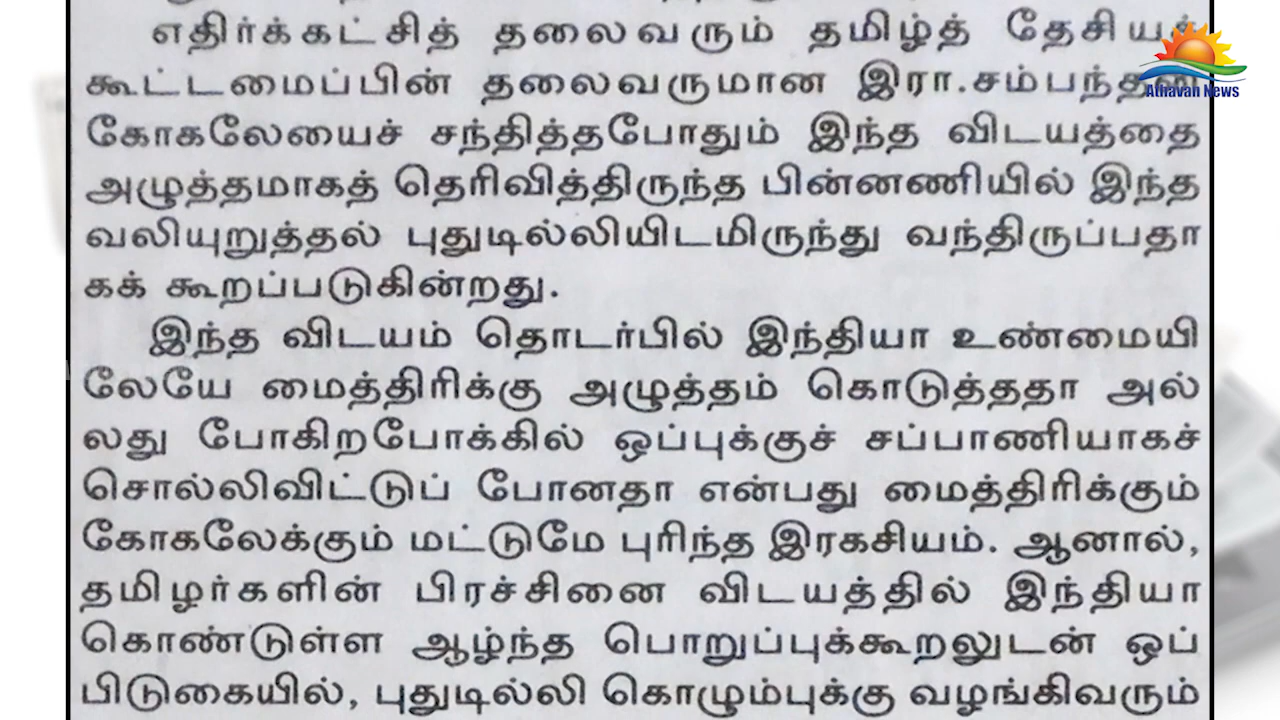 எதிர்க்கட்சித் தலைவரும் தமிழ்த் தேசியக்
கூட்டமைப்பின் தலைவருமான இரா.சம்பந்தன்
கோகலேயைச் சந்தித்தபோதும் இந்த விடயத்தை
அழுத்தமாகத் தெரிவித்திருந்த பின்னணியில் இந்த
வலியுறுத்தல் புதுடில்லியிடமிருந்து வந்திருப்பதா
கக் கூறப்படுகின்றது.
இந்த விடயம் தொடர்பில் இந்தியா உண்மையி
லேயே மைத்திரிக்கு அழுத்தம் கொடுத்ததா அல்
லது போகிறபோக்கில் ஒப்புக்குச் சப்பாணியாகச்
சொல்லிவிட்டுப் போனதா என்பது மைத்திரிக்கும்
கோகலேக்கும் மட்டுமே புரிந்த இரகசியம். ஆனால்,
தமிழர்களின் பிரச்சினை விடயத்தில் இந்தியா
கொண்டுள்ள ஆழ்ந்த பொறுப்புக்கூறலுடன் ஒப்
பிடுகையில், புதுடில்லி கொழும்புக்கு வழங்கிவரும்
Athavan News